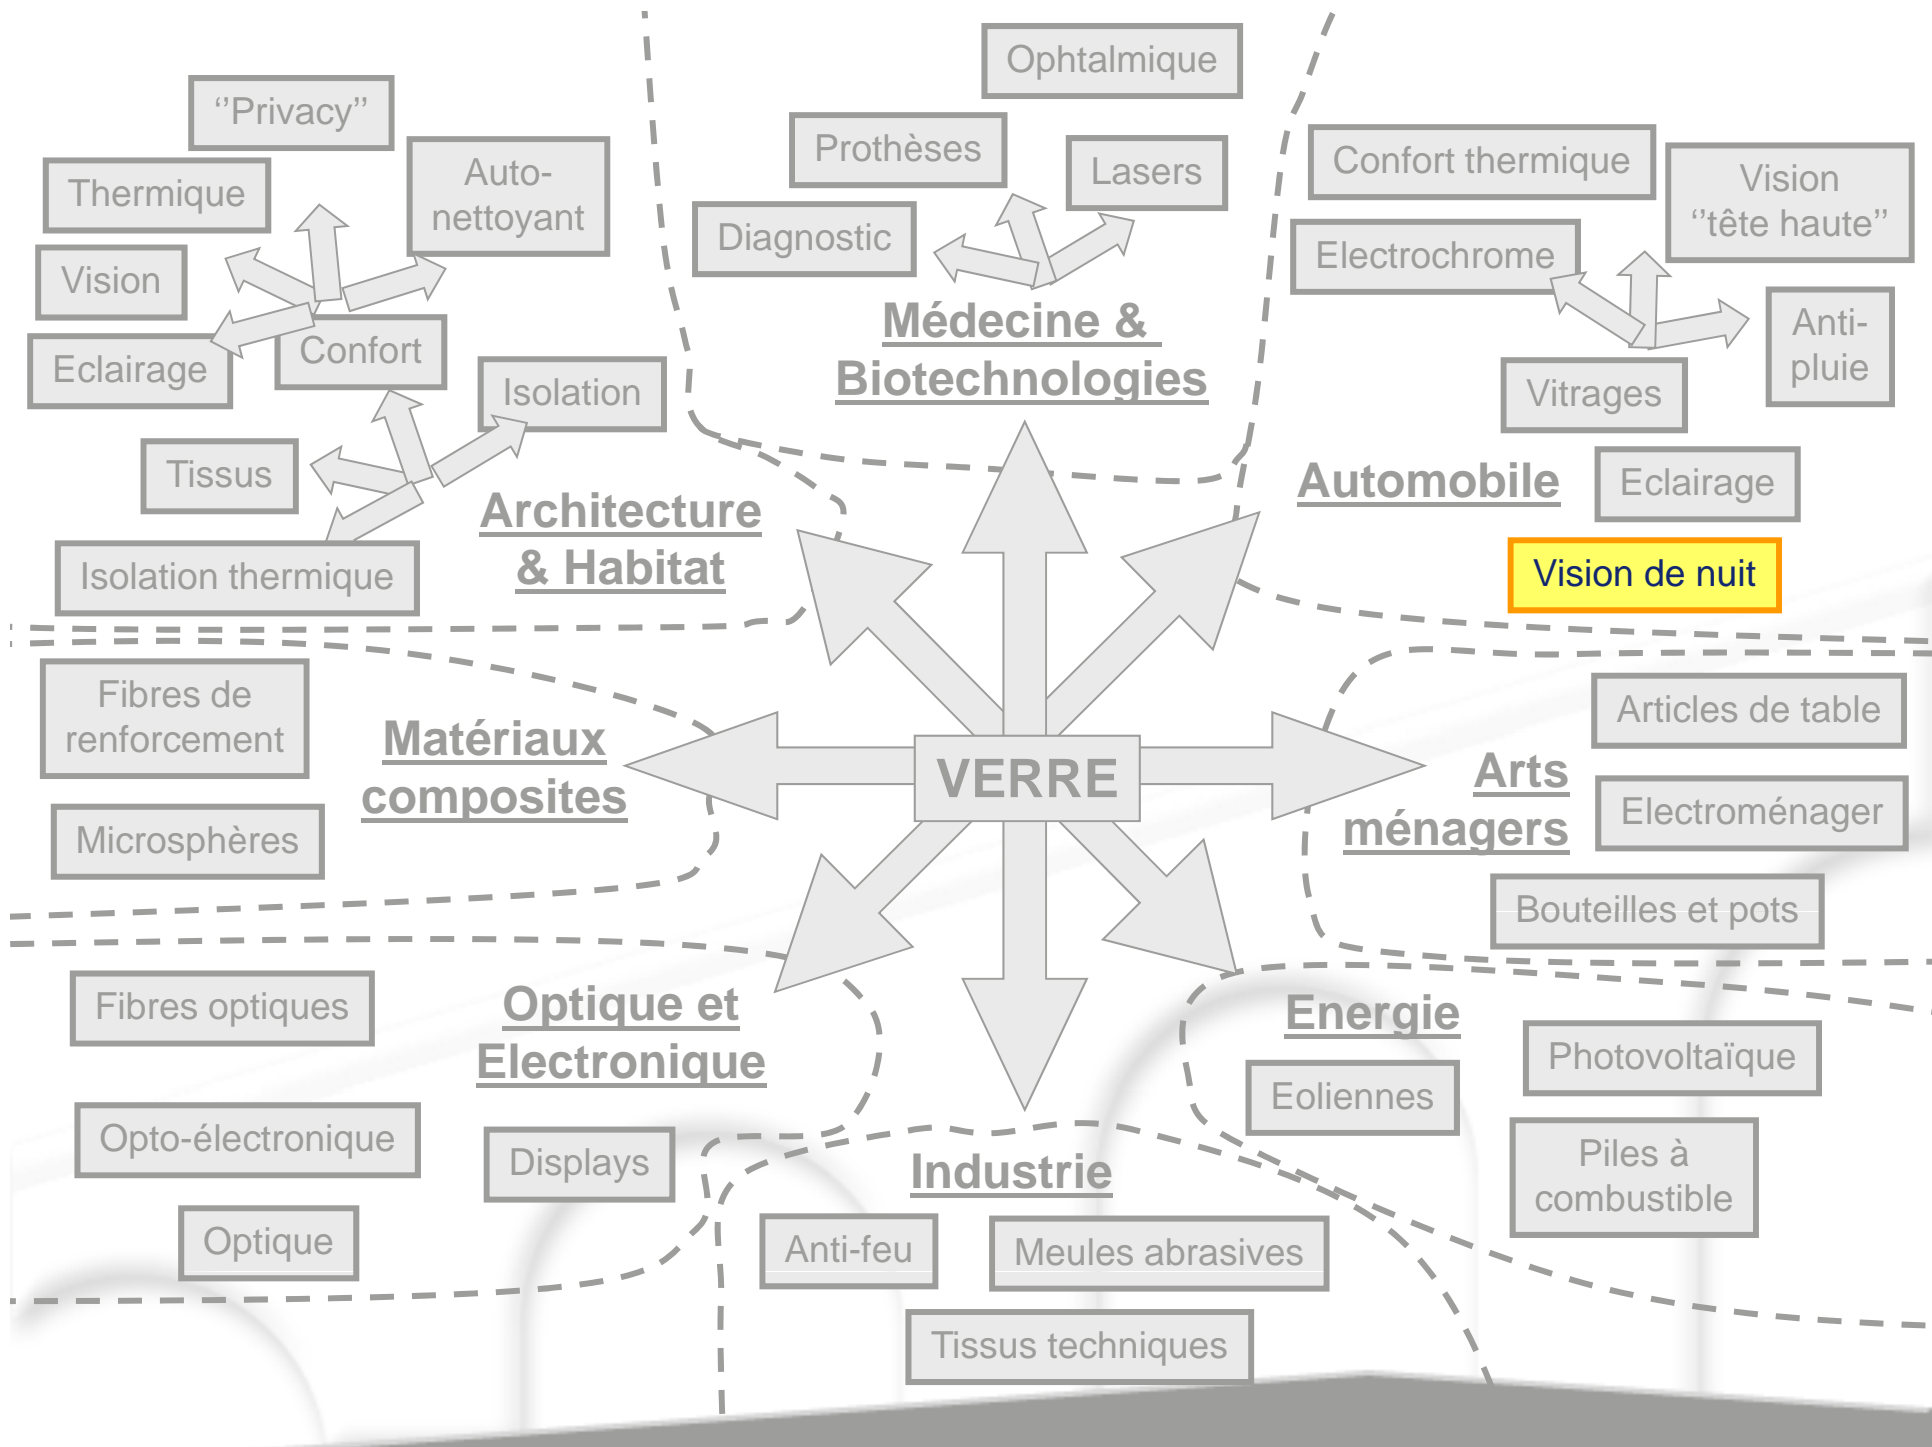 ‘’Privacy’’
Thermique
Auto-
nettoyant
Vision
Eclairage
Confort
Isolation
Tissus
Isolation thermique
Architecture
& Habitat
Ophtalmique
Prothèses
Lasers
Diagnostic
Médecine &
Biotechnologies
Confort thermique
Vision
‘’tête haute’’
Electrochrome
Anti-
pluie
Vitrages
Automobile
Eclairage
Vision de nuit
Fibres de
renforcement
Matériaux
composites
Microsphères
VERRE
Articles de table
Arts
ménagers
Electroménager
Bouteilles et pots
Fibres optiques
Optique et
Electronique
Opto-électronique
Displays
Optique
Energie
Photovoltaïque
Eoliennes
Piles à
combustible
Industrie
Anti-feu
Meules abrasives
Tissus techniques